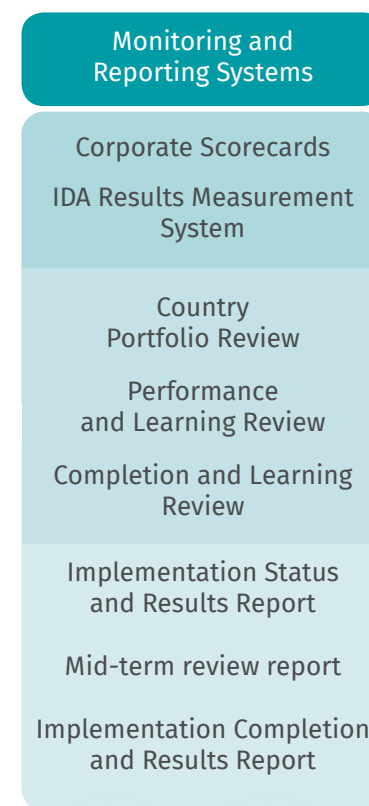 Monitoring and
Reporting Systems
Corporate Scorecards
IDA Results Measurement
System
Country
Portfolio Review
Performance
and Learning Review
Completion and Learning
Review
Implementation Status
and Results Report
Mid-term review report
Implementation Completion
and Results Report